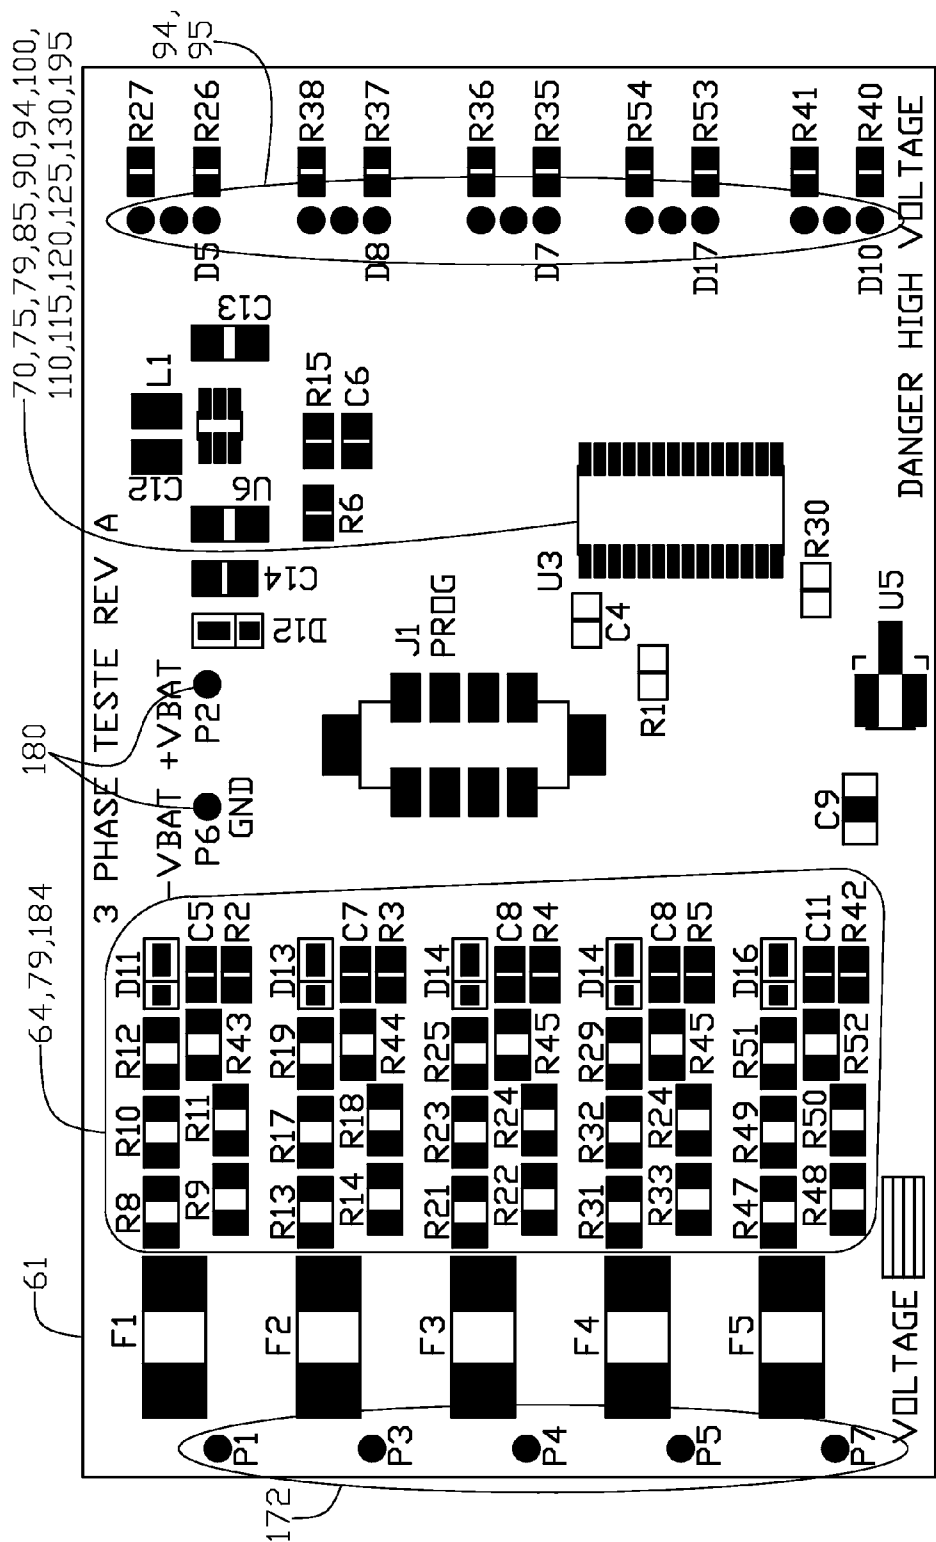 70,75,79,85,90,94,100,
110,115,120,125,130,195
94,
95
180
64,79,184
61
172
3 PHASE TESTE REV A
-VBAT +VBAT
P6 P2
GND
D12
C14
U6
C12
L1
C13
R6
R15
C6
J1
PROG
U3
C4
R1
R30
U5
C9
D5
R27
R26
D8
R38
R37
D7
R36
R35
D17
R54
R53
D10
R41
R40
F1
R8
R10
R12
D11
R9
R11
R43
C5
R2
F2
R13
R17
R19
D13
R14
R18
R44
C7
R3
F3
R21
R23
R25
D14
R22
R24
R45
C8
R4
F4
R31
R32
R29
D14
R33
R24
R45
C8
R5
F5
R47
R49
R51
D16
R48
R50
R52
C11
R42
P1
P3
P4
P5
P7
VOLTAGE
DANGER HIGH VOLTAGE